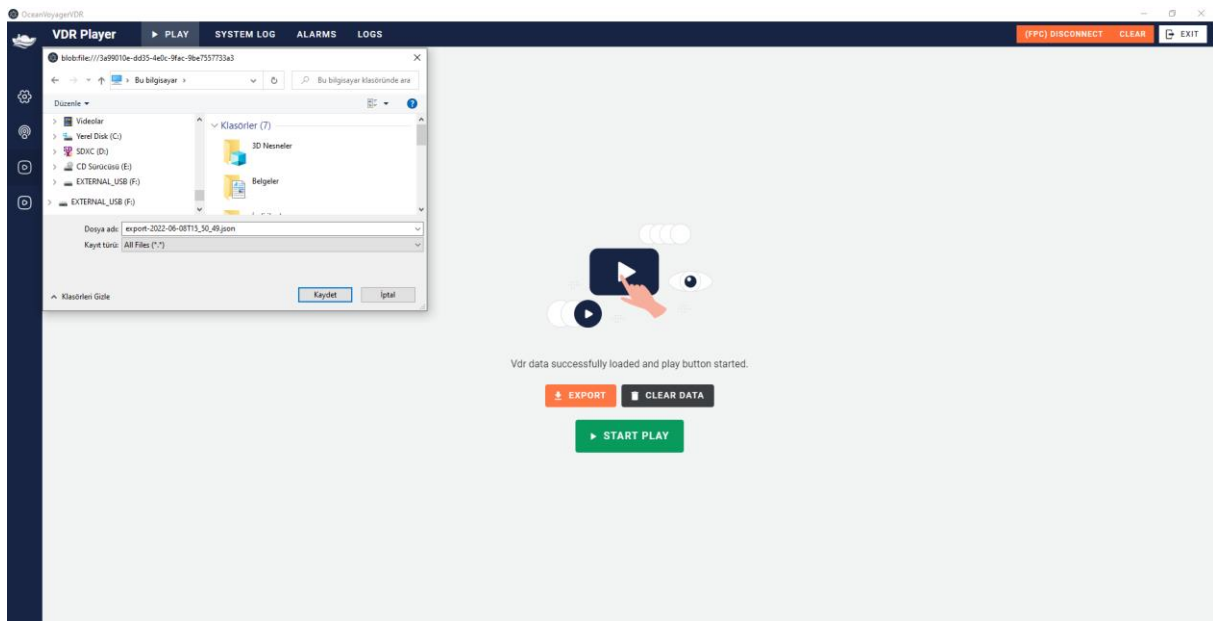 OceanVoyagerVDR
VDR Player PLAY SYSTEM LOG ALARMS LOGS (FPC) DISCONNECT CLEAR EXIT
blob:file:///3a99010e-dd35-4e0c-9fac-9be7557733a3
Bu bilgisayar Bu bilgisayar klasöründe ara
Düzenle
Videolar
Yerel Disk (C:)
SDXC (D:)
CD Sürücüsü (E:)
EXTERNAL_USB (F:)
EXTERNAL_USB (F:)
Klasörler (7)
3D Nesneler
Belgeler
Dosya adı: export-2022-06-08T15_50_49.json
Kayıt türü: All Files (*.*)
Klasörleri Gizle Kaydet İptal
Vdr data successfully loaded and play button started.
EXPORT CLEAR DATA
START PLAY